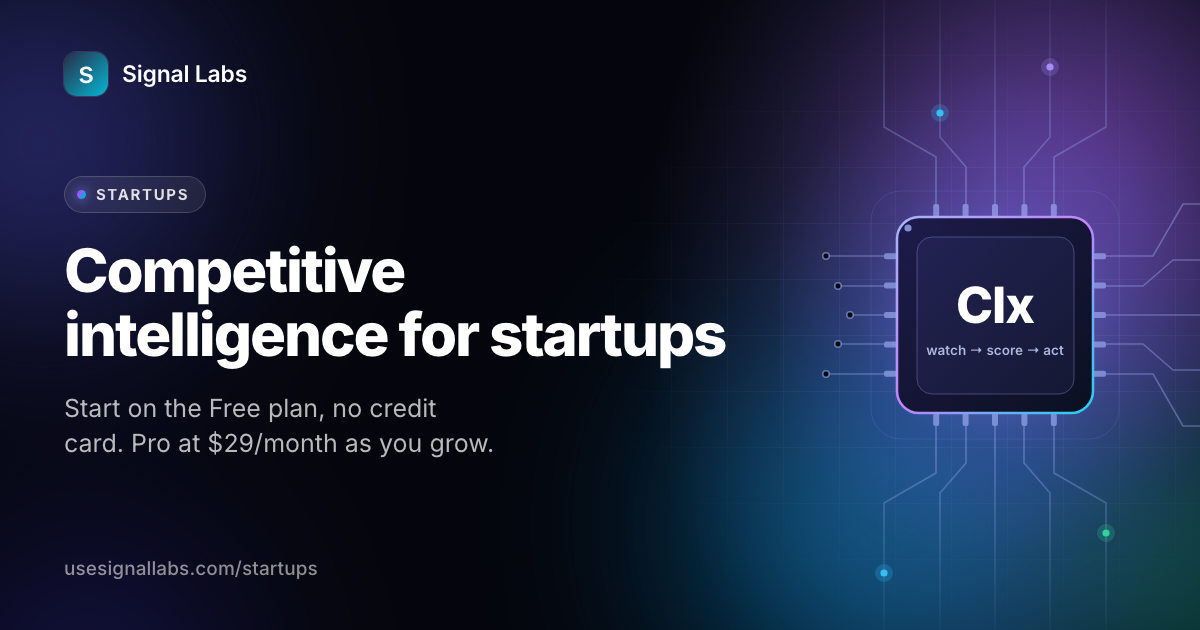 S
Signal Labs
STARTUPS
Competitive
intelligence for startups
Start on the Free plan, no credit
card. Pro at $29/month as you grow.
usesignallabs.com/startups
CIx
watch → score → act